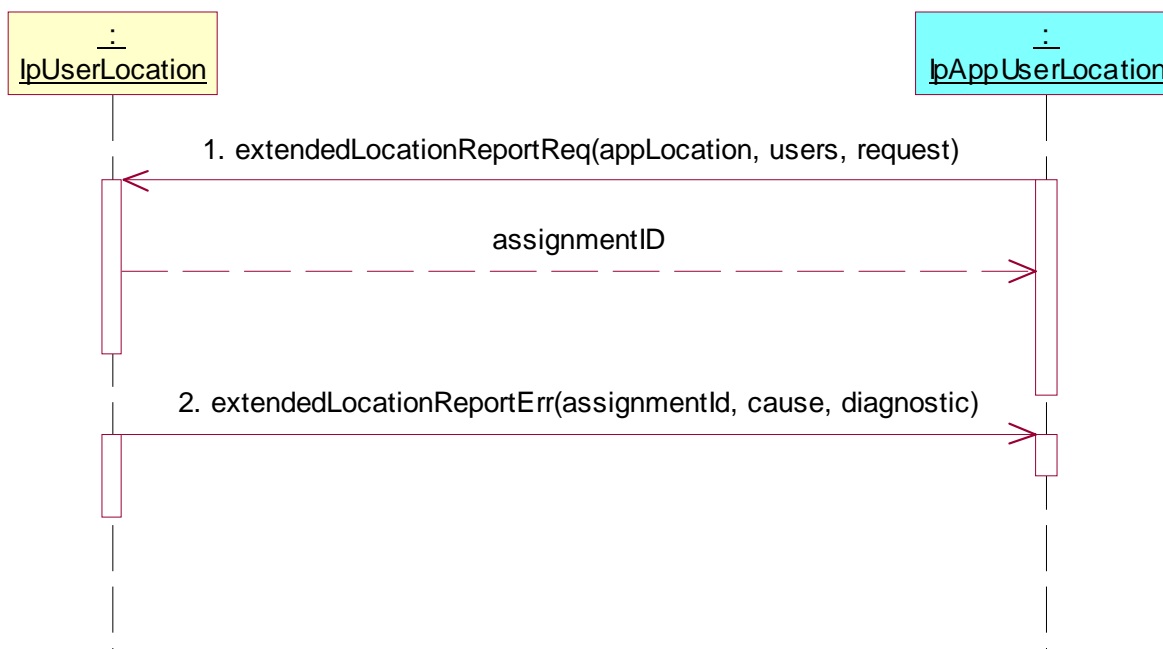 :
IpUserLocation
:
IpAppUserLocation
1. extendedLocationReportReq(appLocation, users, request)
assignmentID
2. extendedLocationReportErr(assignmentId, cause, diagnostic)